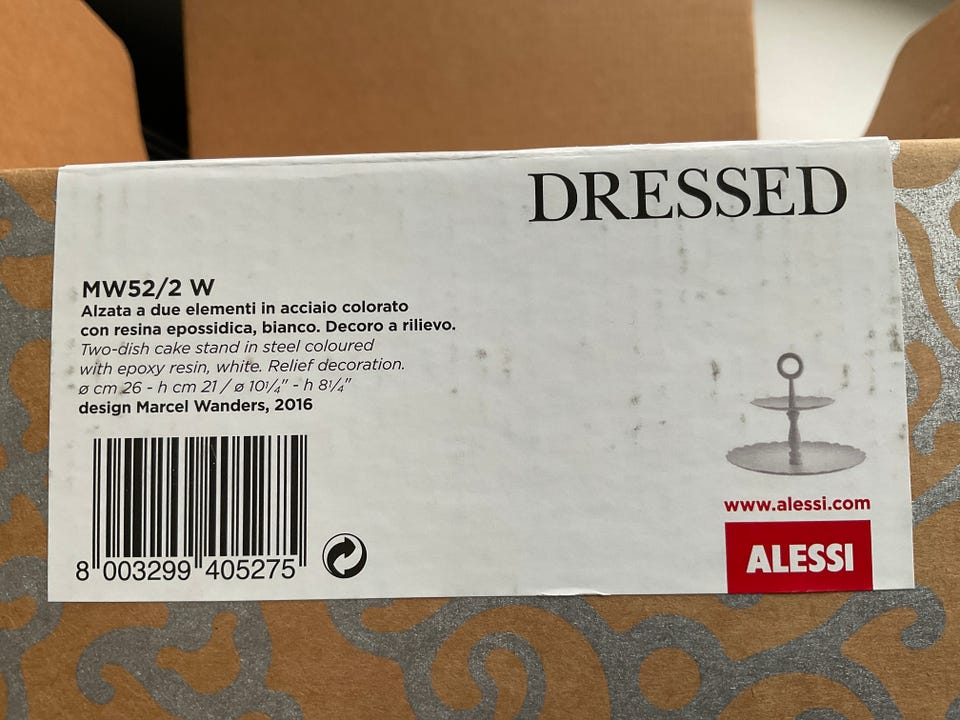 DRESSED
MW52/2 W
Alzata a due elementi in acciaio colorato
con resina epossidica, bianco. Decoro a rilievo.
Two-dish cake stand in steel coloured
with epoxy resin, white. Relief decoration.
ø cm 26 - h cm 21 / ø 10¼" - h 8¼"
design Marcel Wanders, 2016
8 003299 405275
www.alessi.com
ALESSI